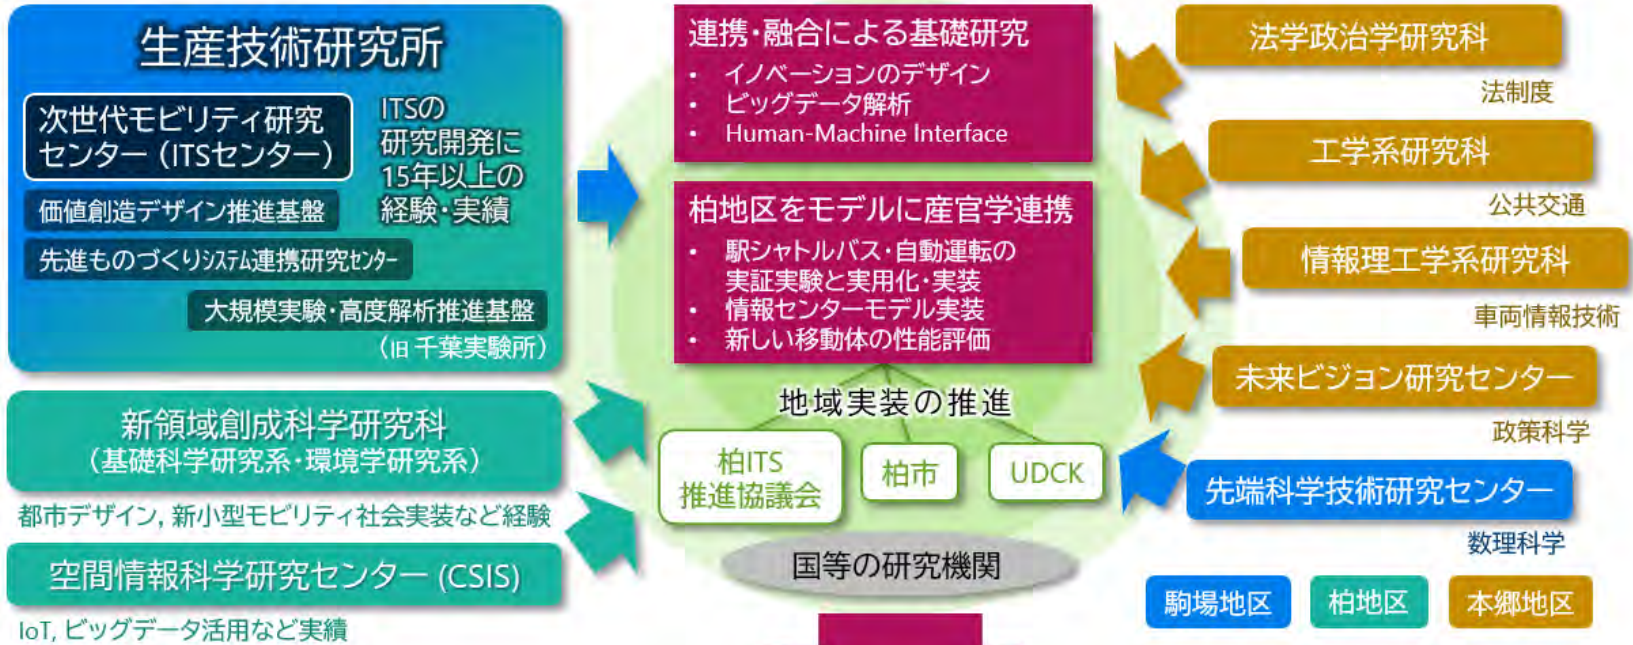 生産技術研究所
次世代モビリティ研究
センター（ITSセンター）
ITSの
研究開発に
15年以上の
経験・実績
価値創造デザイン推進基盤
先進ものづくりシステム連携研究センター
大規模実験・高度解析推進基盤
（旧 千葉実験所）
新領域創成科学研究科
（基礎科学研究系・環境学研究系）
都市デザイン, 新小型モビリティ社会実装など経験
空間情報科学研究センター (CSIS)
IoT, ビッグデータ活用など実績
連携・融合による基礎研究
• イノベーションのデザイン
• ビッグデータ解析
• Human-Machine Interface
柏地区をモデルに産官学連携
• 駅シャトルバス・自動運転の
実証実験と実用化・実装
• 情報センターモデル実装
• 新しい移動体の性能評価
地域実装の推進
柏ITS
推進協議会
柏市
UDCK
国等の研究機関
法学政治学研究科
法制度
工学系研究科
公共交通
情報理工学系研究科
車両情報技術
未来ビジョン研究センター
政策科学
先端科学技術研究センター
数理科学
駒場地区
柏地区
本郷地区